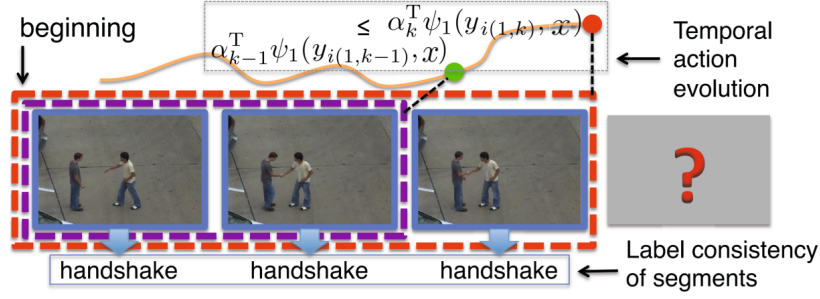 beginning
≤ α_k^T ψ_1(y_{i(1,k)}, x)
α_{k-1}^T ψ_1(y_{i(1,k-1)}, x)
Temporal
action
evolution
?
handshake handshake handshake
Label consistency
of segments